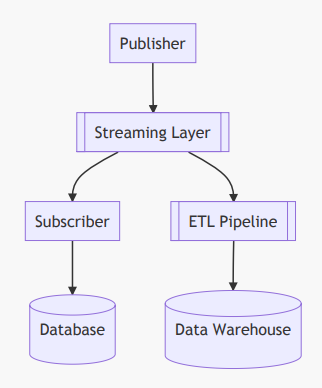 Publisher
Streaming Layer
Subscriber
ETL Pipeline
Database
Data Warehouse